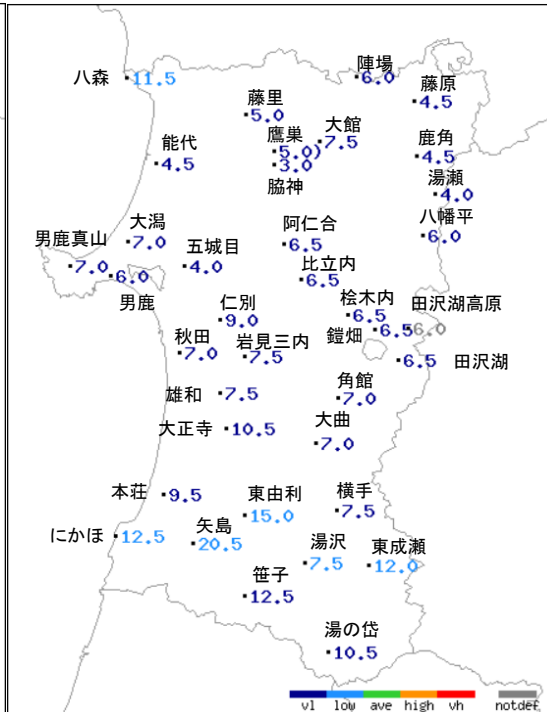 陣場
6.0
八森
11.5
藤原
4.5
藤里
5.0
大館
7.5
鷹巣
5.0)
3.0
脇神
能代
4.5
鹿角
4.5
湯瀬
4.0
八幡平
6.0
大潟
7.0
阿仁合
6.5
男鹿真山
7.0
五城目
4.0
6.0
男鹿
比立内
6.5
仁別
9.0
桧木内
6.5
田沢湖高原
6.0
鎧畑
6.5
秋田
7.0
岩見三内
7.5
6.5
田沢湖
雄和
7.5
角館
7.0
大正寺
10.5
大曲
7.0
本荘
9.5
東由利
15.0
横手
7.5
にかほ
12.5
矢島
20.5
湯沢
7.5
東成瀬
12.0
笹子
12.5
湯の岱
10.5
vl low ave high vh notdef